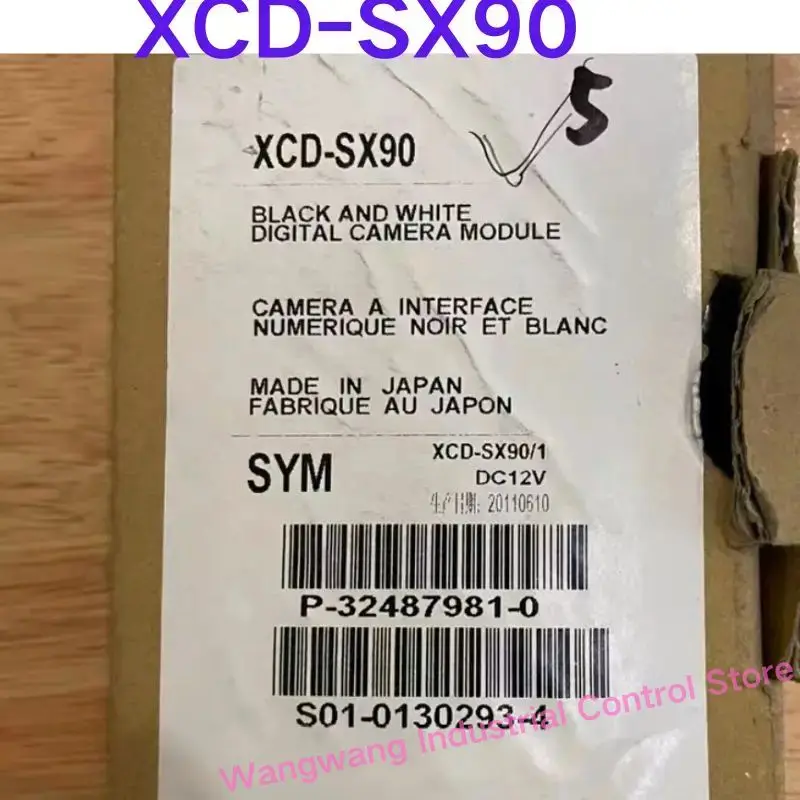 XCD-SX90
5
XCD-SX90
BLACK AND WHITE
DIGITAL CAMERA MODULE
CAMERA A INTERFACE
NUMERIQUE NOIR ET BLANC
MADE IN JAPAN
FABRIQUE AU JAPON
SYM
XCD-SX90/1
DC12V
生产日期: 20110610
P-32487981-0
S01-0130293-4
Wangwang Industrial Control Store